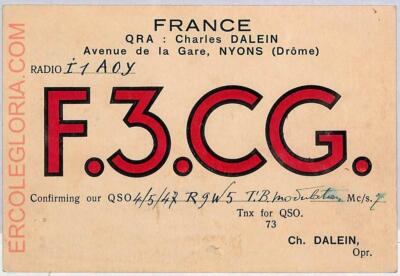 FRANCE
QRA : Charles DALEIN
Avenue de la Gare, NYONS (Drôme)
RADIO i1AOY
F.3.CG.
Confirming our QSO 4/5/47 R9W5 T.B. modulation Mc/s. 7
Tnx for QSO.
73
Ch. DALEIN,
Opr.
ERCOLEGLORIA.COM